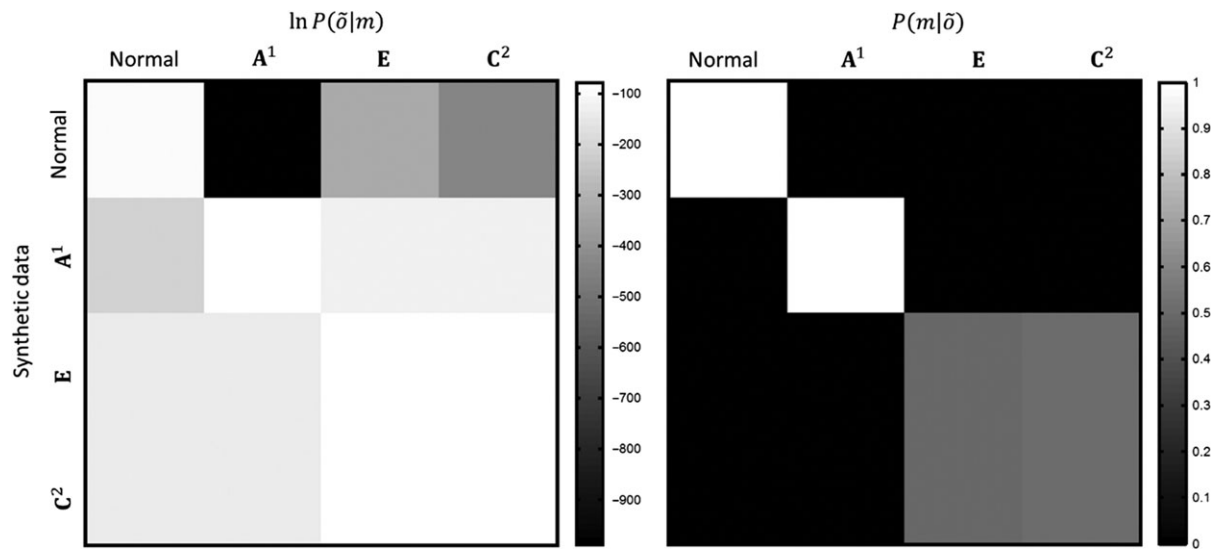 ln P(õ|m)
Normal A¹ E C²
Synthetic data
Normal
A¹
E
C²
−100
−200
−300
−400
−500
−600
−700
−800
−900
P(m|õ)
Normal A¹ E C²
1
0.9
0.8
0.7
0.6
0.5
0.4
0.3
0.2
0.1
0